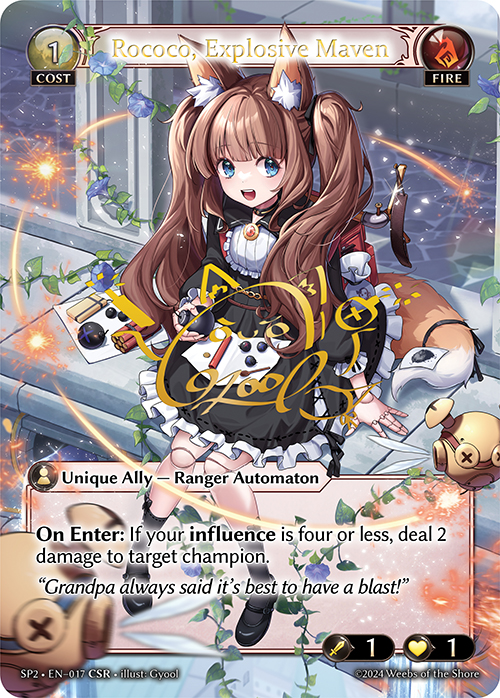 1
COST
Rococo, Explosive Maven
FIRE
Gyool
Unique Ally — Ranger Automaton
On Enter: If your influence is four or less, deal 2
damage to target champion.
“Grandpa always said it’s best to have a blast!”
1
1
SP2 • EN-017 CSR • illust: Gyool
©2024 Weebs of the Shore